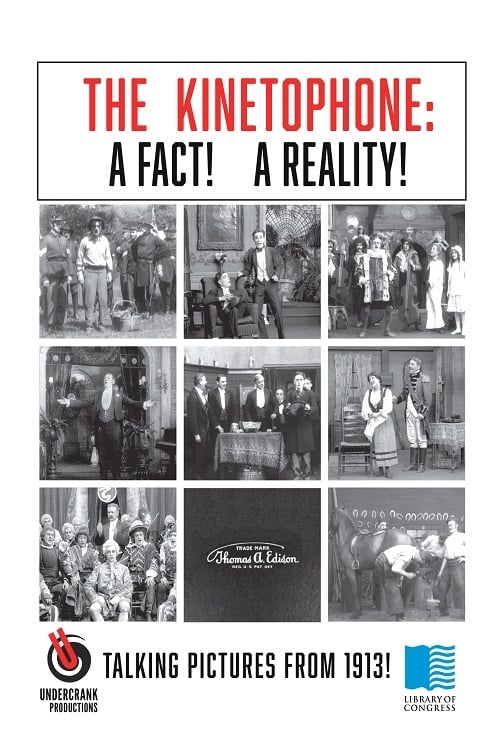 THE KINETOPHONE:
A FACT! A REALITY!
TRADE MARK
Thomas A. Edison
REG. U.S. PAT. OFF.
UNDERCRANK
PRODUCTIONS
TALKING PICTURES FROM 1913!
LIBRARY OF
CONGRESS